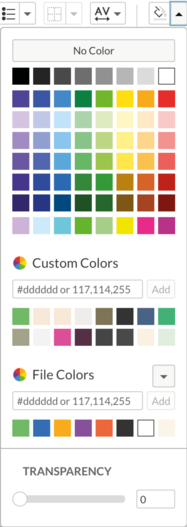 AV
No Color
Custom Colors
#dddddd or 117,114,255 Add
File Colors
#dddddd or 117,114,255 Add
TRANSPARENCY
0